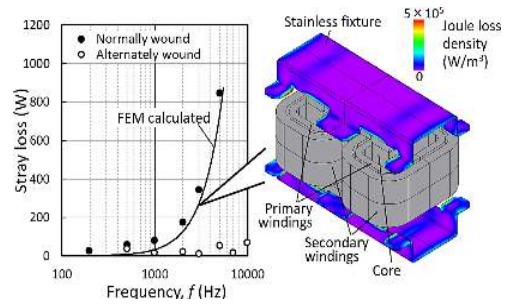 1200
1000
800
600
400
200
0
Stray loss (W)
Normally wound
Alternately wound
FEM calculated
100
1000
10000
Frequency, f (Hz)
Stainless fixture
5 × 10⁵
0
Joule loss
density
(W/m³)
Primary
windings
Secondary
windings
Core